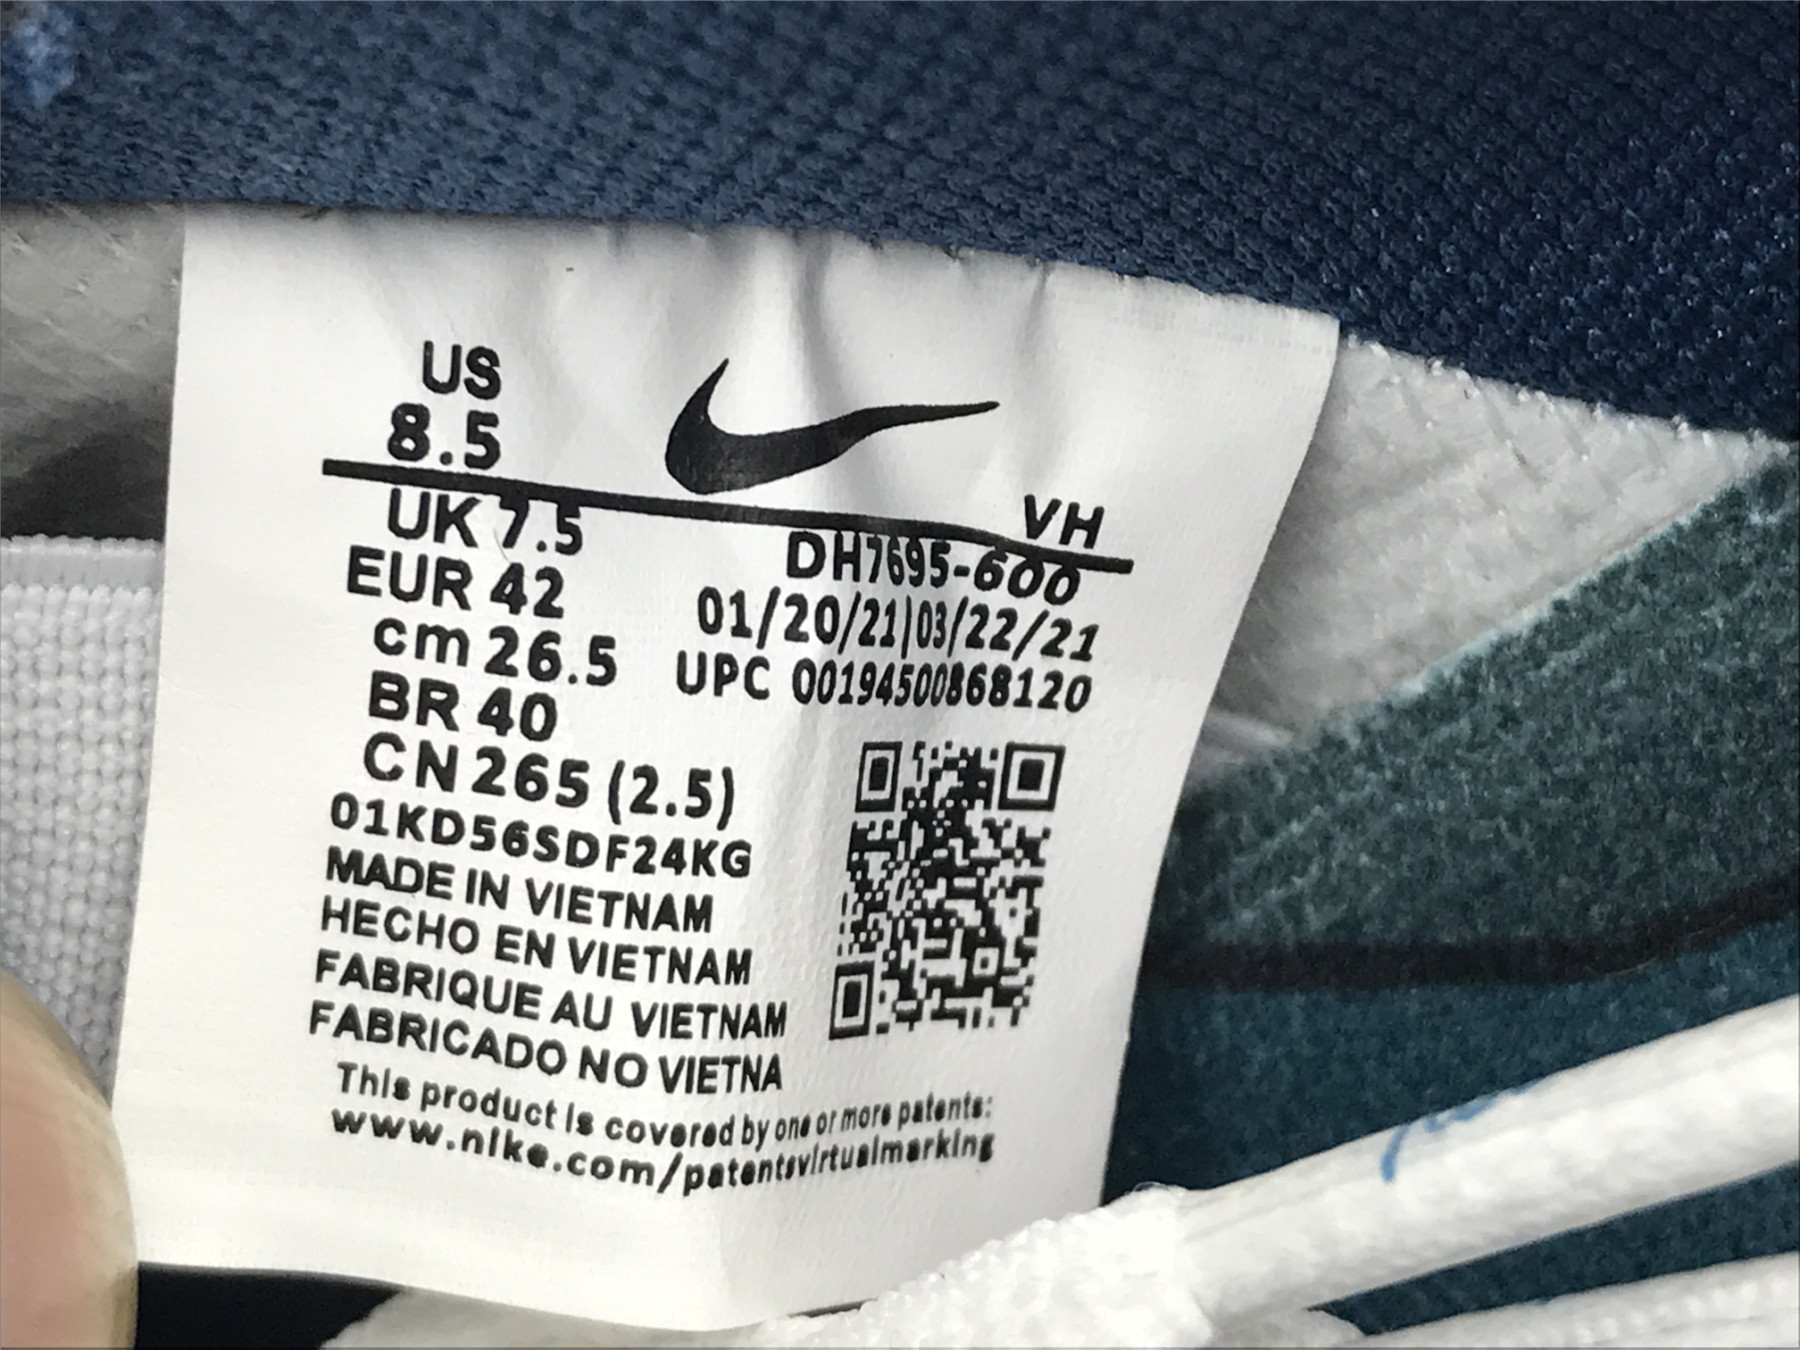 US
8.5
VH
UK 7.5
DH7695-600
EUR 42
01/20/21|03/22/21
cm 26.5
UPC 00194500868120
BR 40
CN 265 (2.5)
01KD56SDF24KG
MADE IN VIETNAM
HECHO EN VIETNAM
FABRIQUE AU VIETNAM
FABRICADO NO VIETNA
This product is covered by one or more patents:
www.nike.com/patentsvirtualmarking